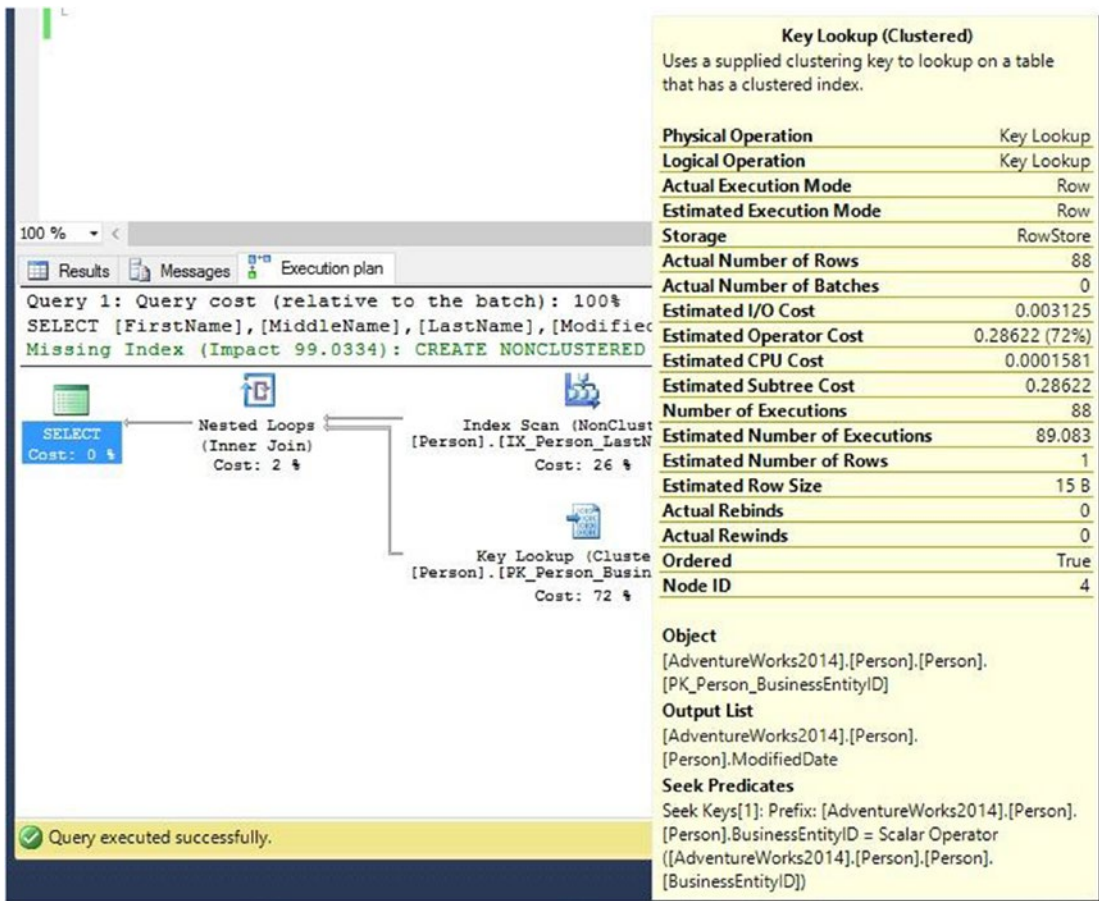 100 %
Results Messages Execution plan
Query 1: Query cost (relative to the batch): 100%
SELECT [FirstName],[MiddleName],[LastName],[Modified
Missing Index (Impact 99.0334): CREATE NONCLUSTERED
SELECT
Cost: 0 %
Nested Loops
(Inner Join)
Cost: 2 %
Index Scan (NonClust
[Person].[IX_Person_LastN
Cost: 26 %
Key Lookup (Cluste
[Person].[PK_Person_Busin
Cost: 72 %
Query executed successfully.
Key Lookup (Clustered)
Uses a supplied clustering key to lookup on a table
that has a clustered index.
Physical Operation Key Lookup
Logical Operation Key Lookup
Actual Execution Mode Row
Estimated Execution Mode Row
Storage RowStore
Actual Number of Rows 88
Actual Number of Batches 0
Estimated I/O Cost 0.003125
Estimated Operator Cost 0.28622 (72%)
Estimated CPU Cost 0.0001581
Estimated Subtree Cost 0.28622
Number of Executions 88
Estimated Number of Executions 89.083
Estimated Number of Rows 1
Estimated Row Size 15 B
Actual Rebinds 0
Actual Rewinds 0
Ordered True
Node ID 4
Object
[AdventureWorks2014].[Person].[Person].
[PK_Person_BusinessEntityID]
Output List
[AdventureWorks2014].[Person].
[Person].ModifiedDate
Seek Predicates
Seek Keys[1]: Prefix: [AdventureWorks2014].[Person].
[Person].BusinessEntityID = Scalar Operator
([AdventureWorks2014].[Person].[Person].
[BusinessEntityID])